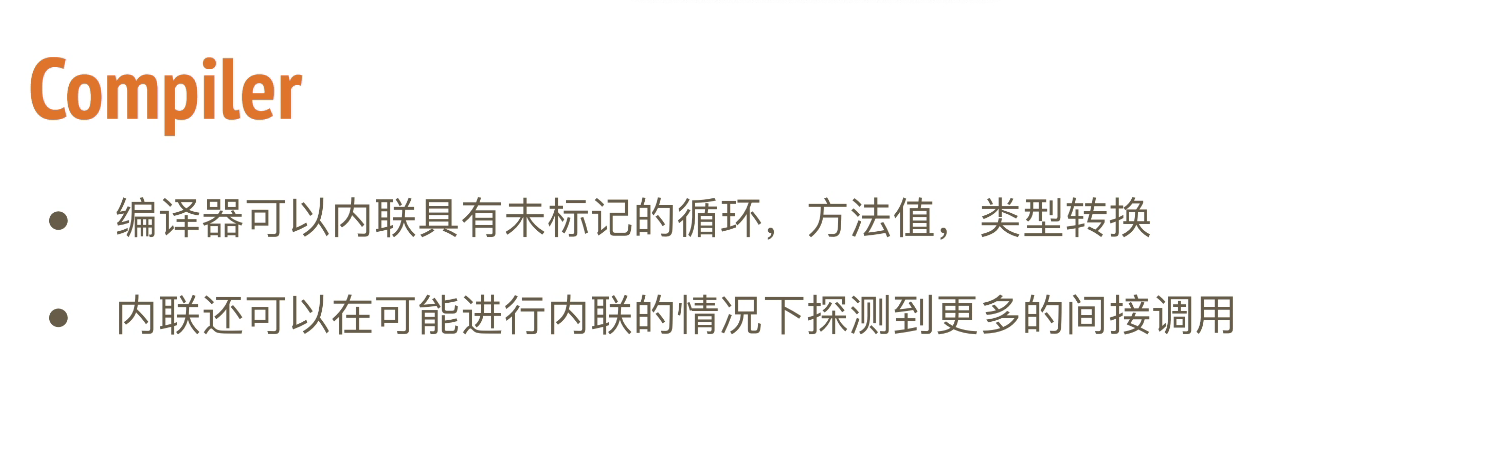 Compiler
● 编译器可以内联具有未标记的循环，方法值，类型转换
● 内联还可以在可能进行内联的情况下探测到更多的间接调用